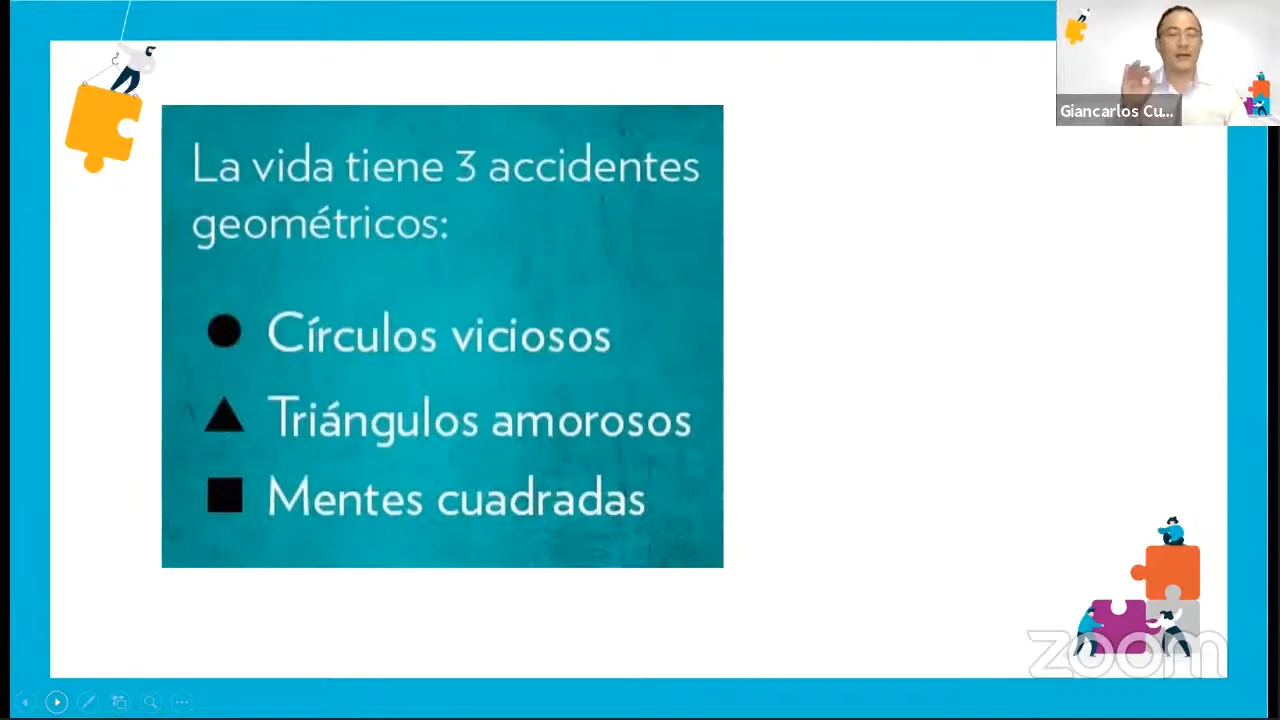 La vida tiene 3 accidentes
geométricos:
Círculos viciosos
Triángulos amorosos
Mentes cuadradas
Giancarlos Cu...
zoom